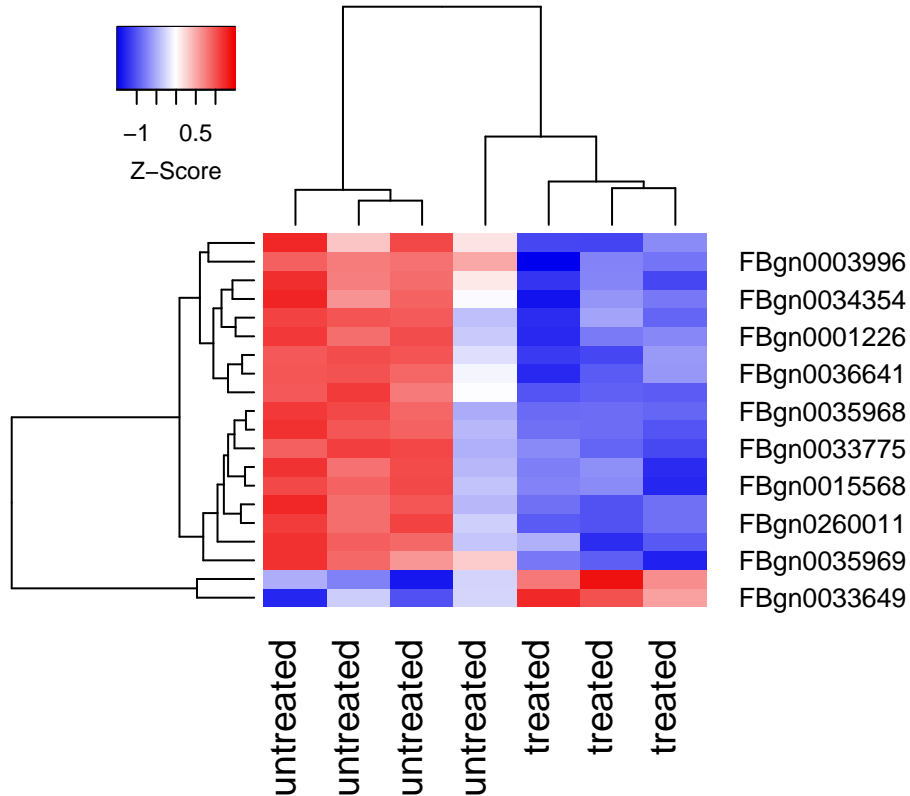 −1 0.5
Z−Score
FBgn0003996
FBgn0034354
FBgn0001226
FBgn0036641
FBgn0035968
FBgn0033775
FBgn0015568
FBgn0260011
FBgn0035969
FBgn0033649
untreated
untreated
untreated
untreated
treated
treated
treated